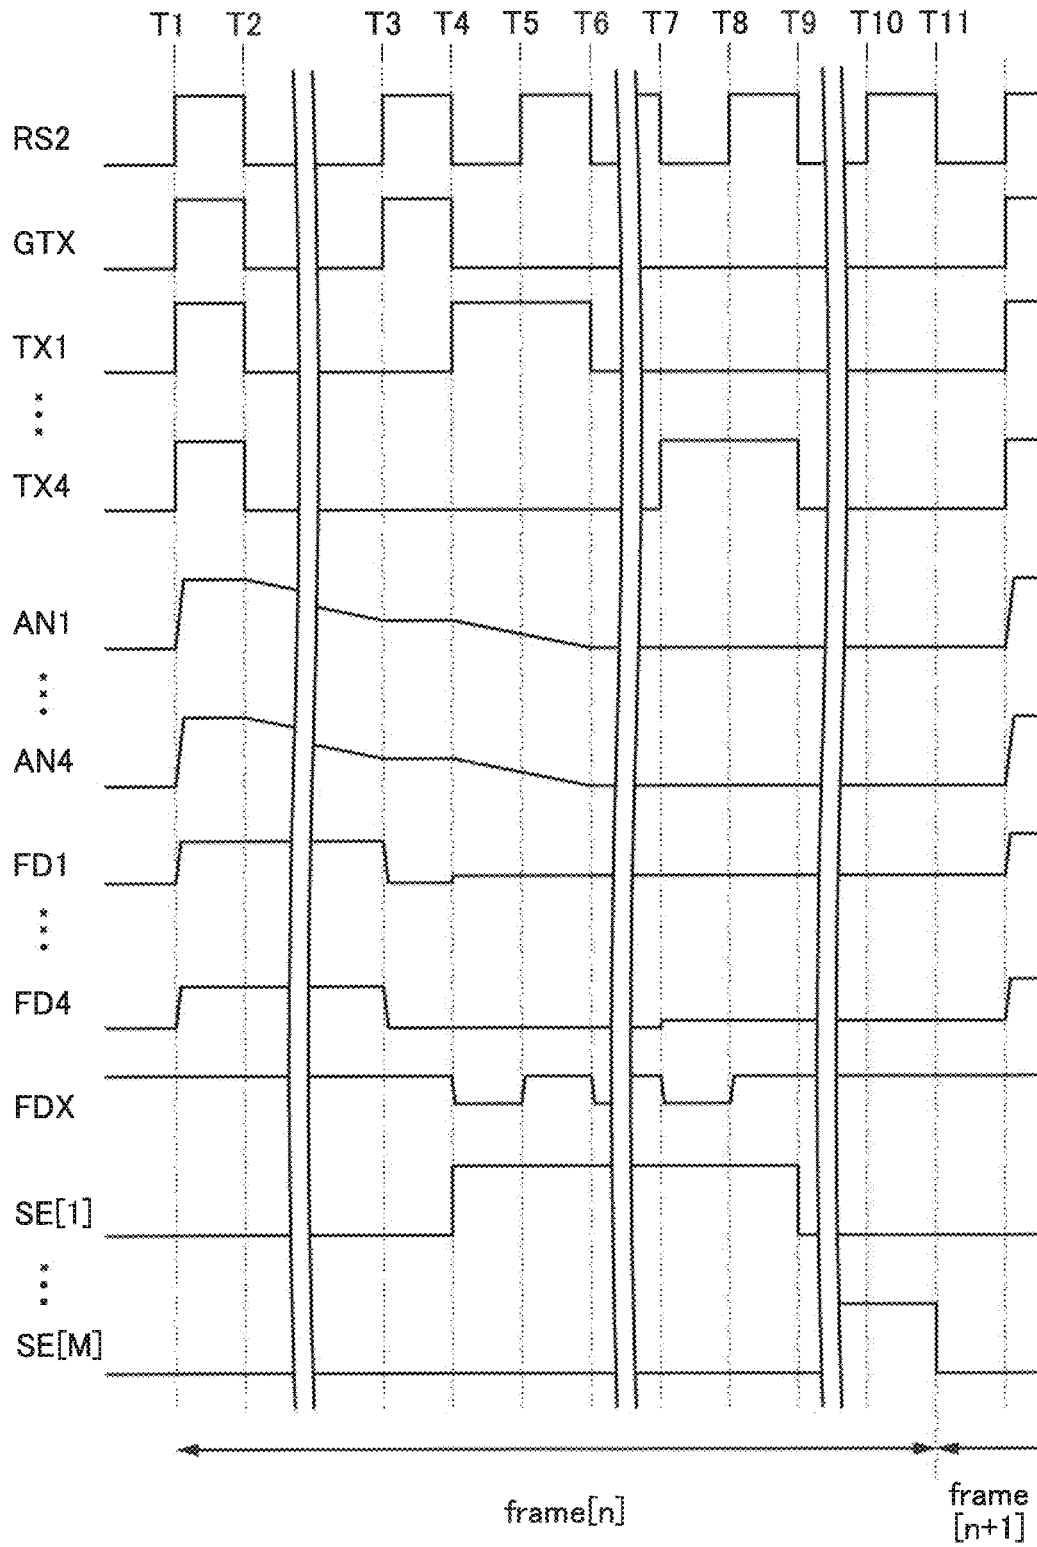 T1 T2 T3 T4 T5 T6 T7 T8 T9 T10 T11
RS2
GTX
TX1
TX4
AN1
AN4
FD1
FD4
FDX
SE[1]
SE[M]
frame[n]
frame
[n+1]